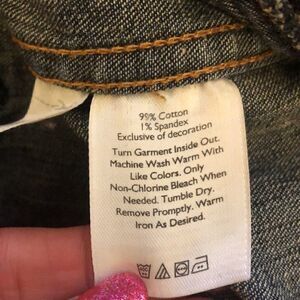 99% Cotton
1% Spandex
Exclusive of decoration
Turn Garment Inside Out.
Machine Wash Warm With
Like Colors. Only
Non-Chlorine Bleach When
Needed. Tumble Dry.
Remove Promptly. Warm
Iron As Desired.